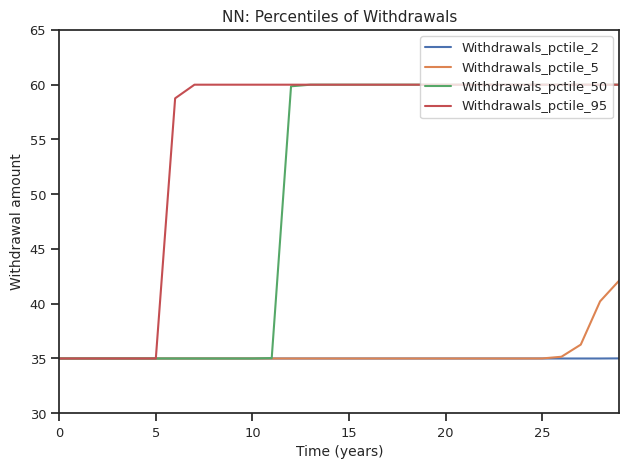 NN: Percentiles of Withdrawals
65
60
55
50
45
40
35
30
Withdrawal amount
Withdrawals_pctile_2
Withdrawals_pctile_5
Withdrawals_pctile_50
Withdrawals_pctile_95
0 5 10 15 20 25
Time (years)